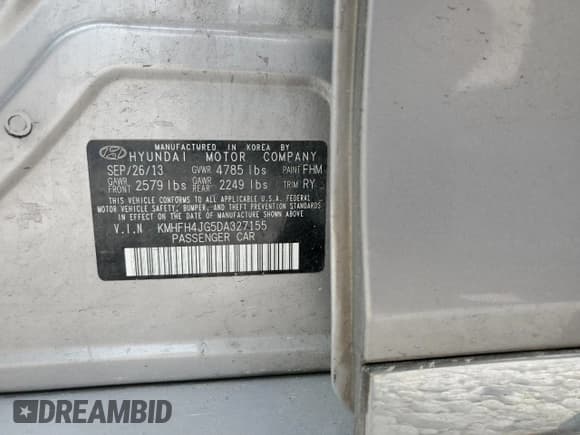 MANUFACTURED IN KOREA BY
HYUNDAI MOTOR COMPANY
SEP/26/13 GVWR 4785 lbs PAINT FHM
GAWR FRONT 2579 lbs GAWR REAR 2249 lbs TRIM RY
THIS VEHICLE CONFORMS TO ALL APPLICABLE U.S.A. FEDERAL
MOTOR VEHICLE SAFETY, BUMPER, AND THEFT PREVENTION
STANDARDS IN EFFECT ON THE DATE OF MANUFACTURE SHOWN ABOVE.
V.I.N KMHFH4JG5DA327155
PASSENGER CAR
DREAMBID